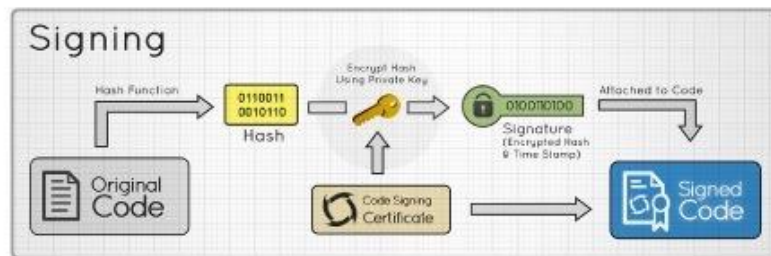 Signing
Hash Function
0110011
0010110
Hash
Encrypt Hash
Using Private Key
0100110100
Signature
(Encrypted Hash
& Time Stamp)
Attached to Code
Original
Code
Code Signing
Certificate
Signed
Code